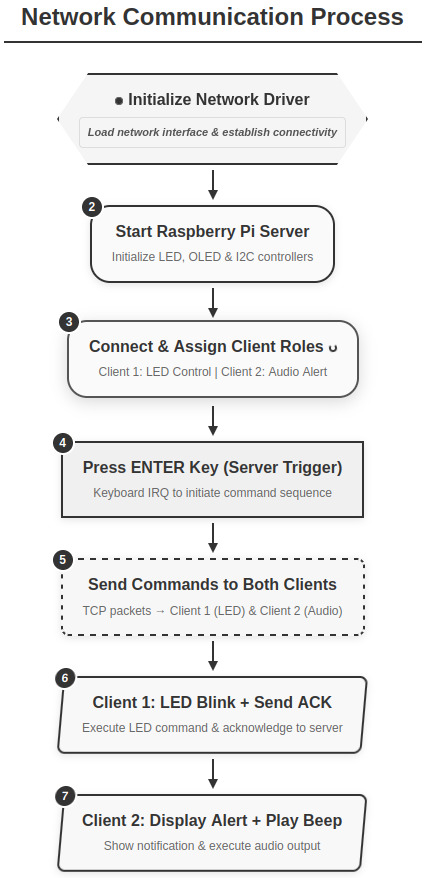 Network Communication Process
Initialize Network Driver
Load network interface & establish connectivity
2
Start Raspberry Pi Server
Initialize LED, OLED & I2C controllers
3
Connect & Assign Client Roles
Client 1: LED Control | Client 2: Audio Alert
4
Press ENTER Key (Server Trigger)
Keyboard IRQ to initiate command sequence
5
Send Commands to Both Clients
TCP packets → Client 1 (LED) & Client 2 (Audio)
6
Client 1: LED Blink + Send ACK
Execute LED command & acknowledge to server
7
Client 2: Display Alert + Play Beep
Show notification & execute audio output